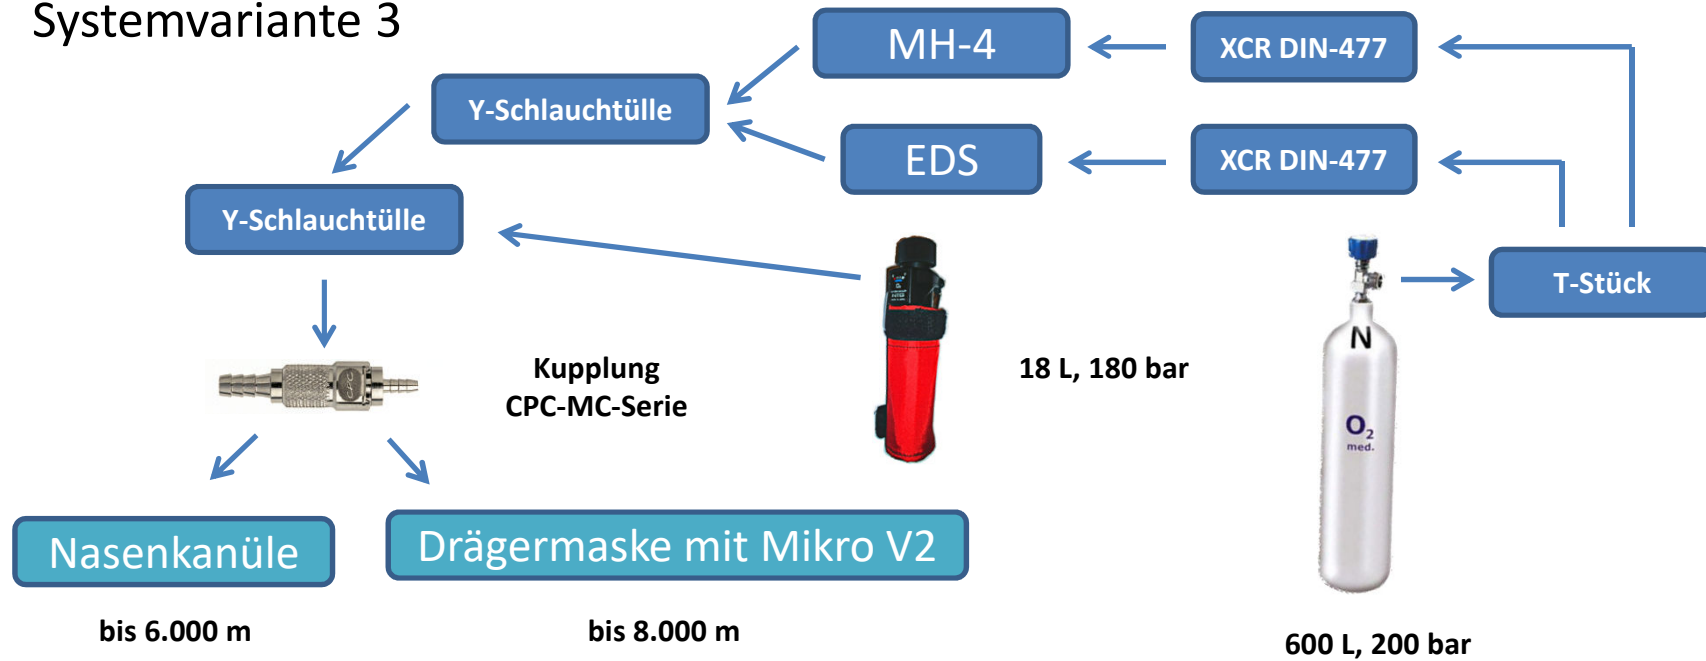 Systemvariante 3
MH-4
XCR DIN-477
Y-Schlauchtülle
EDS
XCR DIN-477
Y-Schlauchtülle
T-Stück
N
Kupplung
CPC-MC-Serie
18 L, 180 bar
CPC
O2
med.
Nasenkanüle
Drägermaske mit Mikro V2
bis 6.000 m
bis 8.000 m
600 L, 200 bar